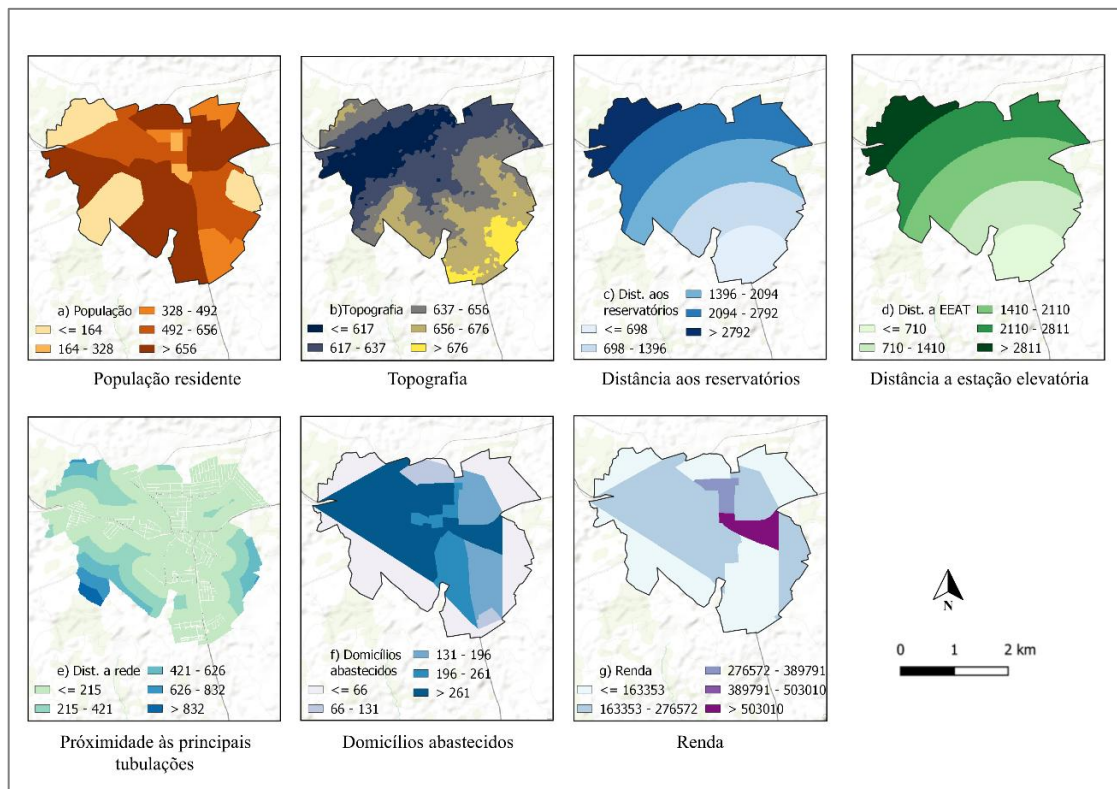 a) População
<= 164
164 - 328
328 - 492
492 - 656
> 656
População residente
b)Topografia
<= 617
617 - 637
637 - 656
656 - 676
> 676
Topografia
c) Dist. aos
reservatórios
<= 698
698 - 1396
1396 - 2094
2094 - 2792
> 2792
Distância aos reservatórios
d) Dist. a EEAT
<= 710
710 - 1410
1410 - 2110
2110 - 2811
> 2811
Distância a estação elevatória
e) Dist. a rede
<= 215
215 - 421
421 - 626
626 - 832
> 832
Próximidade às principais
tubulações
f) Domicílios
abastecidos
<= 66
66 - 131
131 - 196
196 - 261
> 261
Domicílios abastecidos
g) Renda
<= 163353
163353 - 276572
276572 - 389791
389791 - 503010
> 503010
Renda
N
0 1 2 km